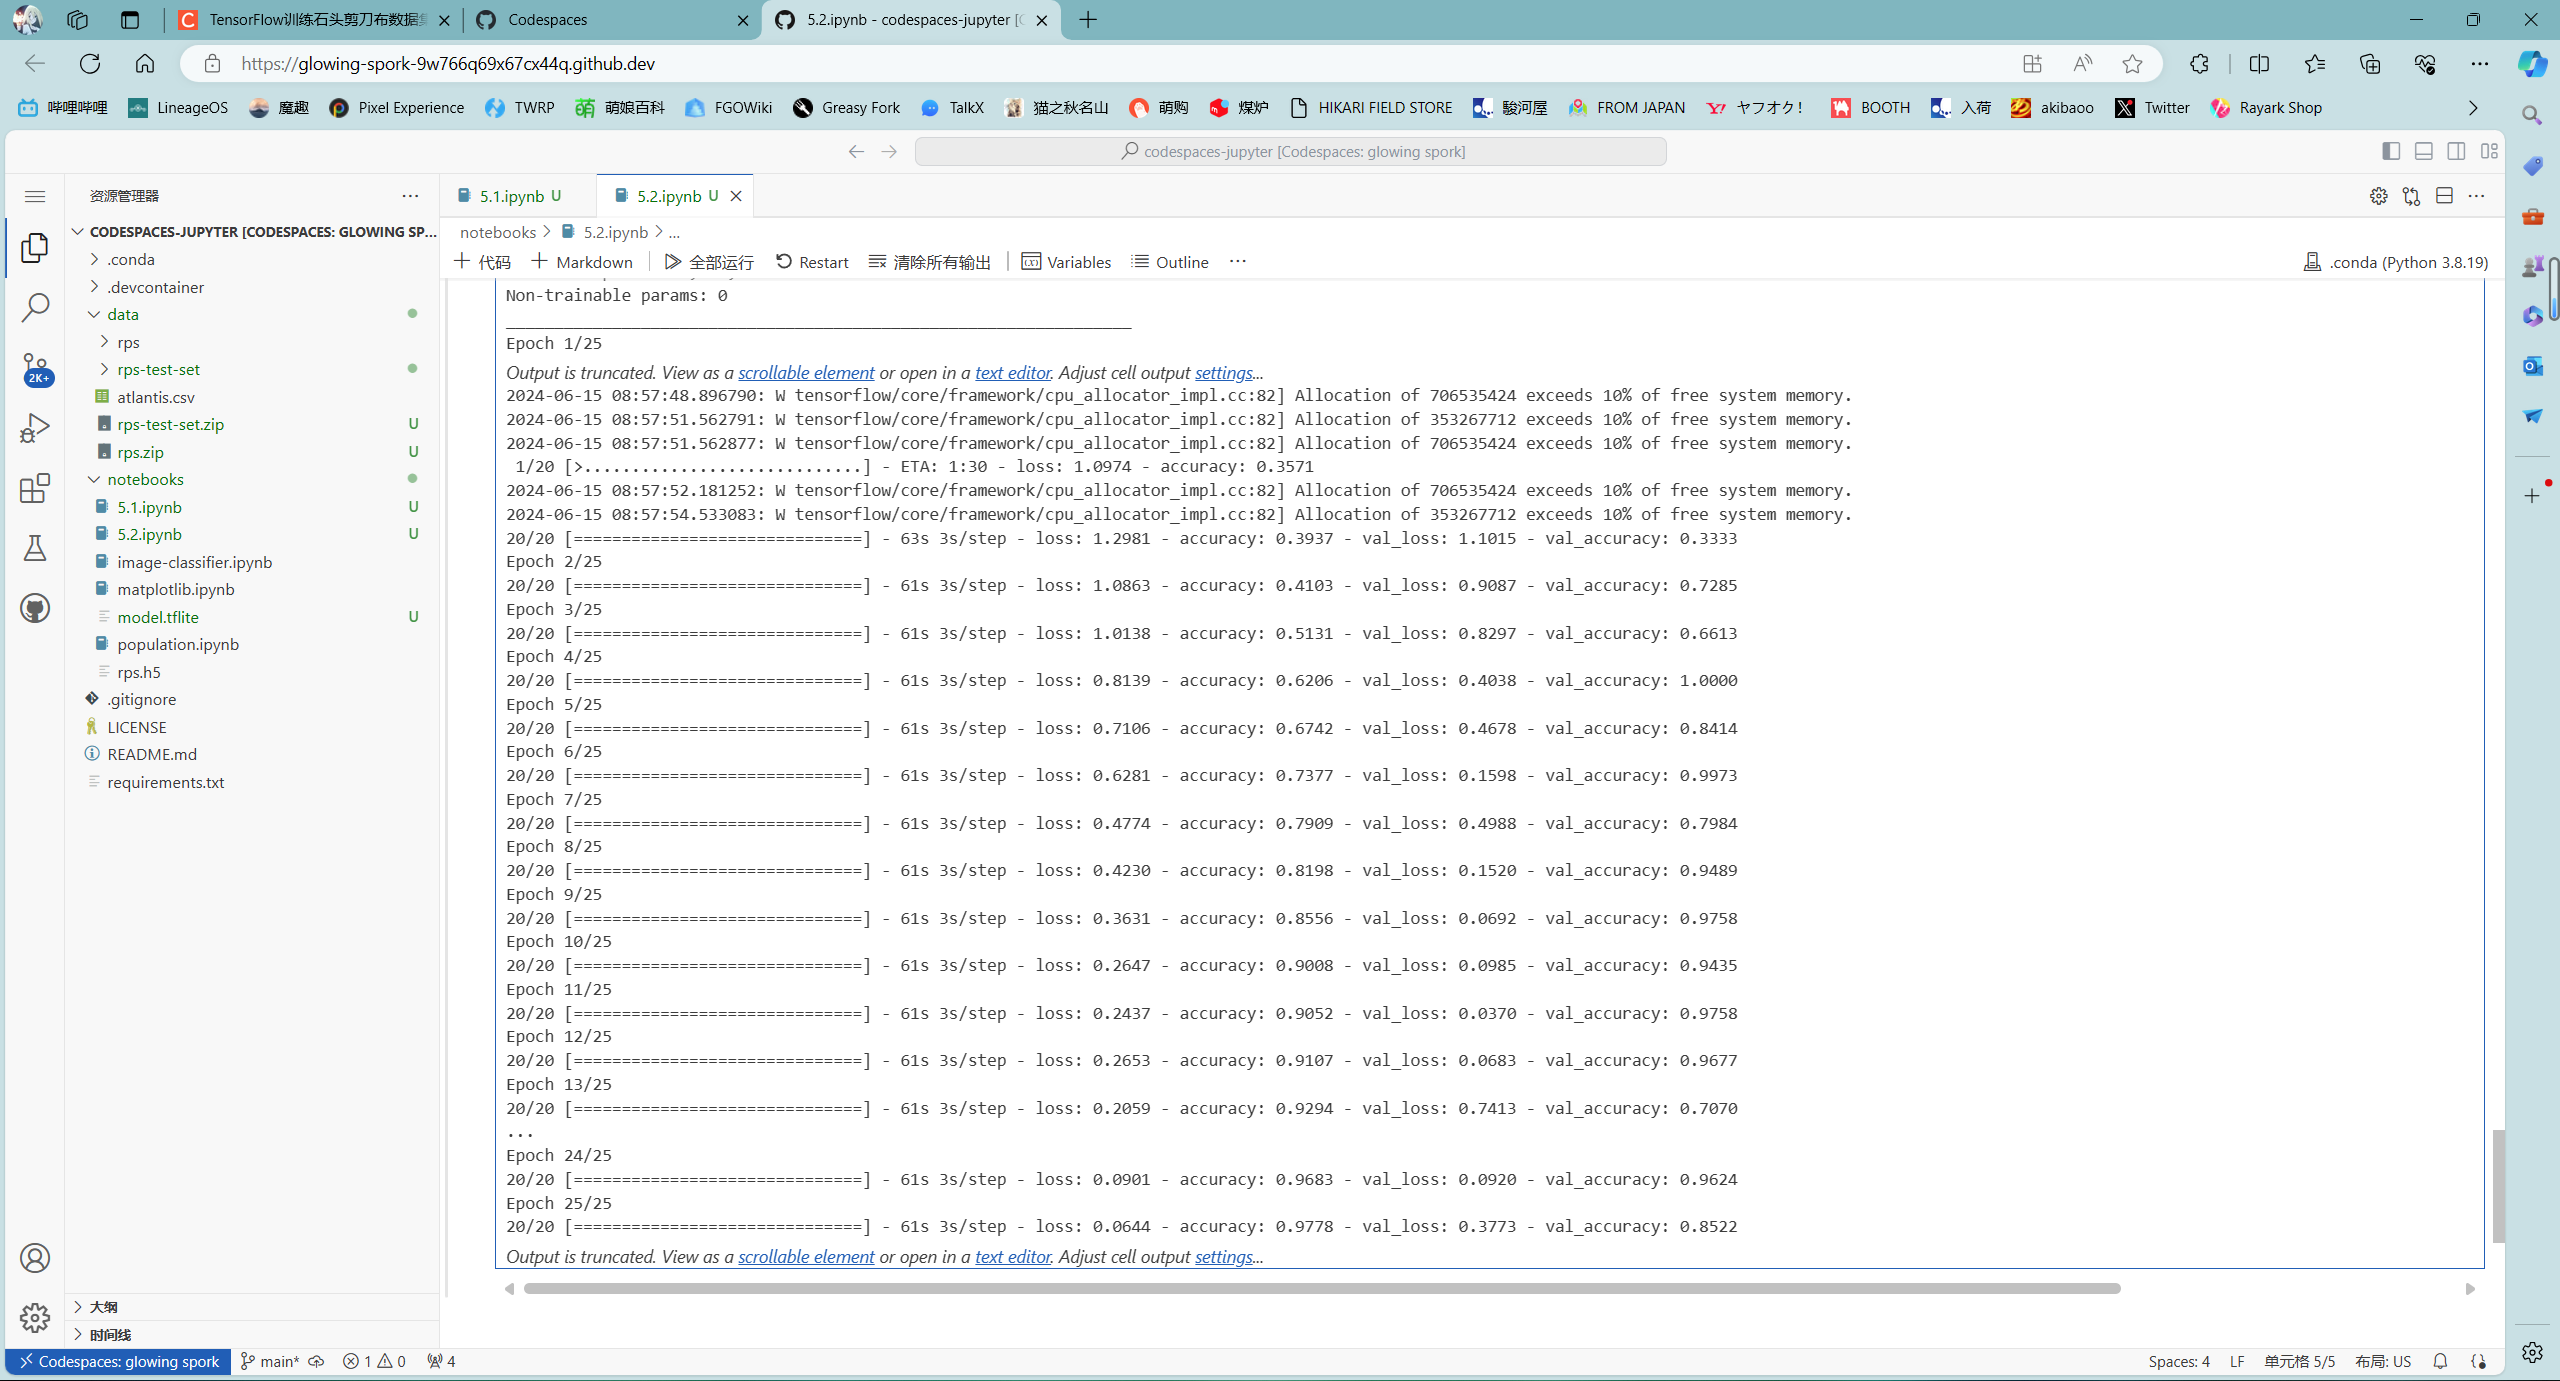 TensorFlow训练石头剪刀布数据集
Codespaces
5.2.ipynb - codespaces-jupyter [C
https://glowing-spork-9w766q69x67cx44q.github.dev
哔哩哔哩 LineageOS 魔趣 Pixel Experience TWRP 萌娘百科 FGOWiki Greasy Fork TalkX 猫之秋名山 萌购 煤炉 HIKARI FIELD STORE 駿河屋 FROM JAPAN ヤフオク! BOOTH 入荷 akibaoo Twitter Rayark Shop
codespaces-jupyter [Codespaces: glowing spork]
资源管理器
CODESPACES-JUPYTER [CODESPACES: GLOWING SP...
.conda
.devcontainer
data
rps
rps-test-set
atlantis.csv
rps-test-set.zip U
rps.zip U
notebooks
5.1.ipynb U
5.2.ipynb U
image-classifier.ipynb
matplotlib.ipynb
model.tflite U
population.ipynb
rps.h5
.gitignore
LICENSE
README.md
requirements.txt
2K+
大纲
时间线
5.1.ipynb U
5.2.ipynb U
notebooks > 5.2.ipynb > ...
代码 Markdown 全部运行 Restart 清除所有输出 Variables Outline ...
.conda (Python 3.8.19)
Non-trainable params: 0
_________________________________________________________________
Epoch 1/25
Output is truncated. View as a scrollable element or open in a text editor. Adjust cell output settings...
2024-06-15 08:57:48.896790: W tensorflow/core/framework/cpu_allocator_impl.cc:82] Allocation of 706535424 exceeds 10% of free system memory.
2024-06-15 08:57:51.562791: W tensorflow/core/framework/cpu_allocator_impl.cc:82] Allocation of 353267712 exceeds 10% of free system memory.
2024-06-15 08:57:51.562877: W tensorflow/core/framework/cpu_allocator_impl.cc:82] Allocation of 706535424 exceeds 10% of free system memory.
1/20 [>.............................] - ETA: 1:30 - loss: 1.0974 - accuracy: 0.3571
2024-06-15 08:57:52.181252: W tensorflow/core/framework/cpu_allocator_impl.cc:82] Allocation of 706535424 exceeds 10% of free system memory.
2024-06-15 08:57:54.533083: W tensorflow/core/framework/cpu_allocator_impl.cc:82] Allocation of 353267712 exceeds 10% of free system memory.
20/20 [==============================] - 63s 3s/step - loss: 1.2981 - accuracy: 0.3937 - val_loss: 1.1015 - val_accuracy: 0.3333
Epoch 2/25
20/20 [==============================] - 61s 3s/step - loss: 1.0863 - accuracy: 0.4103 - val_loss: 0.9087 - val_accuracy: 0.7285
Epoch 3/25
20/20 [==============================] - 61s 3s/step - loss: 1.0138 - accuracy: 0.5131 - val_loss: 0.8297 - val_accuracy: 0.6613
Epoch 4/25
20/20 [==============================] - 61s 3s/step - loss: 0.8139 - accuracy: 0.6206 - val_loss: 0.4038 - val_accuracy: 1.0000
Epoch 5/25
20/20 [==============================] - 61s 3s/step - loss: 0.7106 - accuracy: 0.6742 - val_loss: 0.4678 - val_accuracy: 0.8414
Epoch 6/25
20/20 [==============================] - 61s 3s/step - loss: 0.6281 - accuracy: 0.7377 - val_loss: 0.1598 - val_accuracy: 0.9973
Epoch 7/25
20/20 [==============================] - 61s 3s/step - loss: 0.4774 - accuracy: 0.7909 - val_loss: 0.4988 - val_accuracy: 0.7984
Epoch 8/25
20/20 [==============================] - 61s 3s/step - loss: 0.4230 - accuracy: 0.8198 - val_loss: 0.1520 - val_accuracy: 0.9489
Epoch 9/25
20/20 [==============================] - 61s 3s/step - loss: 0.3631 - accuracy: 0.8556 - val_loss: 0.0692 - val_accuracy: 0.9758
Epoch 10/25
20/20 [==============================] - 61s 3s/step - loss: 0.2647 - accuracy: 0.9008 - val_loss: 0.0985 - val_accuracy: 0.9435
Epoch 11/25
20/20 [==============================] - 61s 3s/step - loss: 0.2437 - accuracy: 0.9052 - val_loss: 0.0370 - val_accuracy: 0.9758
Epoch 12/25
20/20 [==============================] - 61s 3s/step - loss: 0.2653 - accuracy: 0.9107 - val_loss: 0.0683 - val_accuracy: 0.9677
Epoch 13/25
20/20 [==============================] - 61s 3s/step - loss: 0.2059 - accuracy: 0.9294 - val_loss: 0.7413 - val_accuracy: 0.7070
...
Epoch 24/25
20/20 [==============================] - 61s 3s/step - loss: 0.0901 - accuracy: 0.9683 - val_loss: 0.0920 - val_accuracy: 0.9624
Epoch 25/25
20/20 [==============================] - 61s 3s/step - loss: 0.0644 - accuracy: 0.9778 - val_loss: 0.3773 - val_accuracy: 0.8522
Output is truncated. View as a scrollable element or open in a text editor. Adjust cell output settings...
Codespaces: glowing spork main* 1 0 4
Spaces: 4 LF 单元格 5/5 布局: US